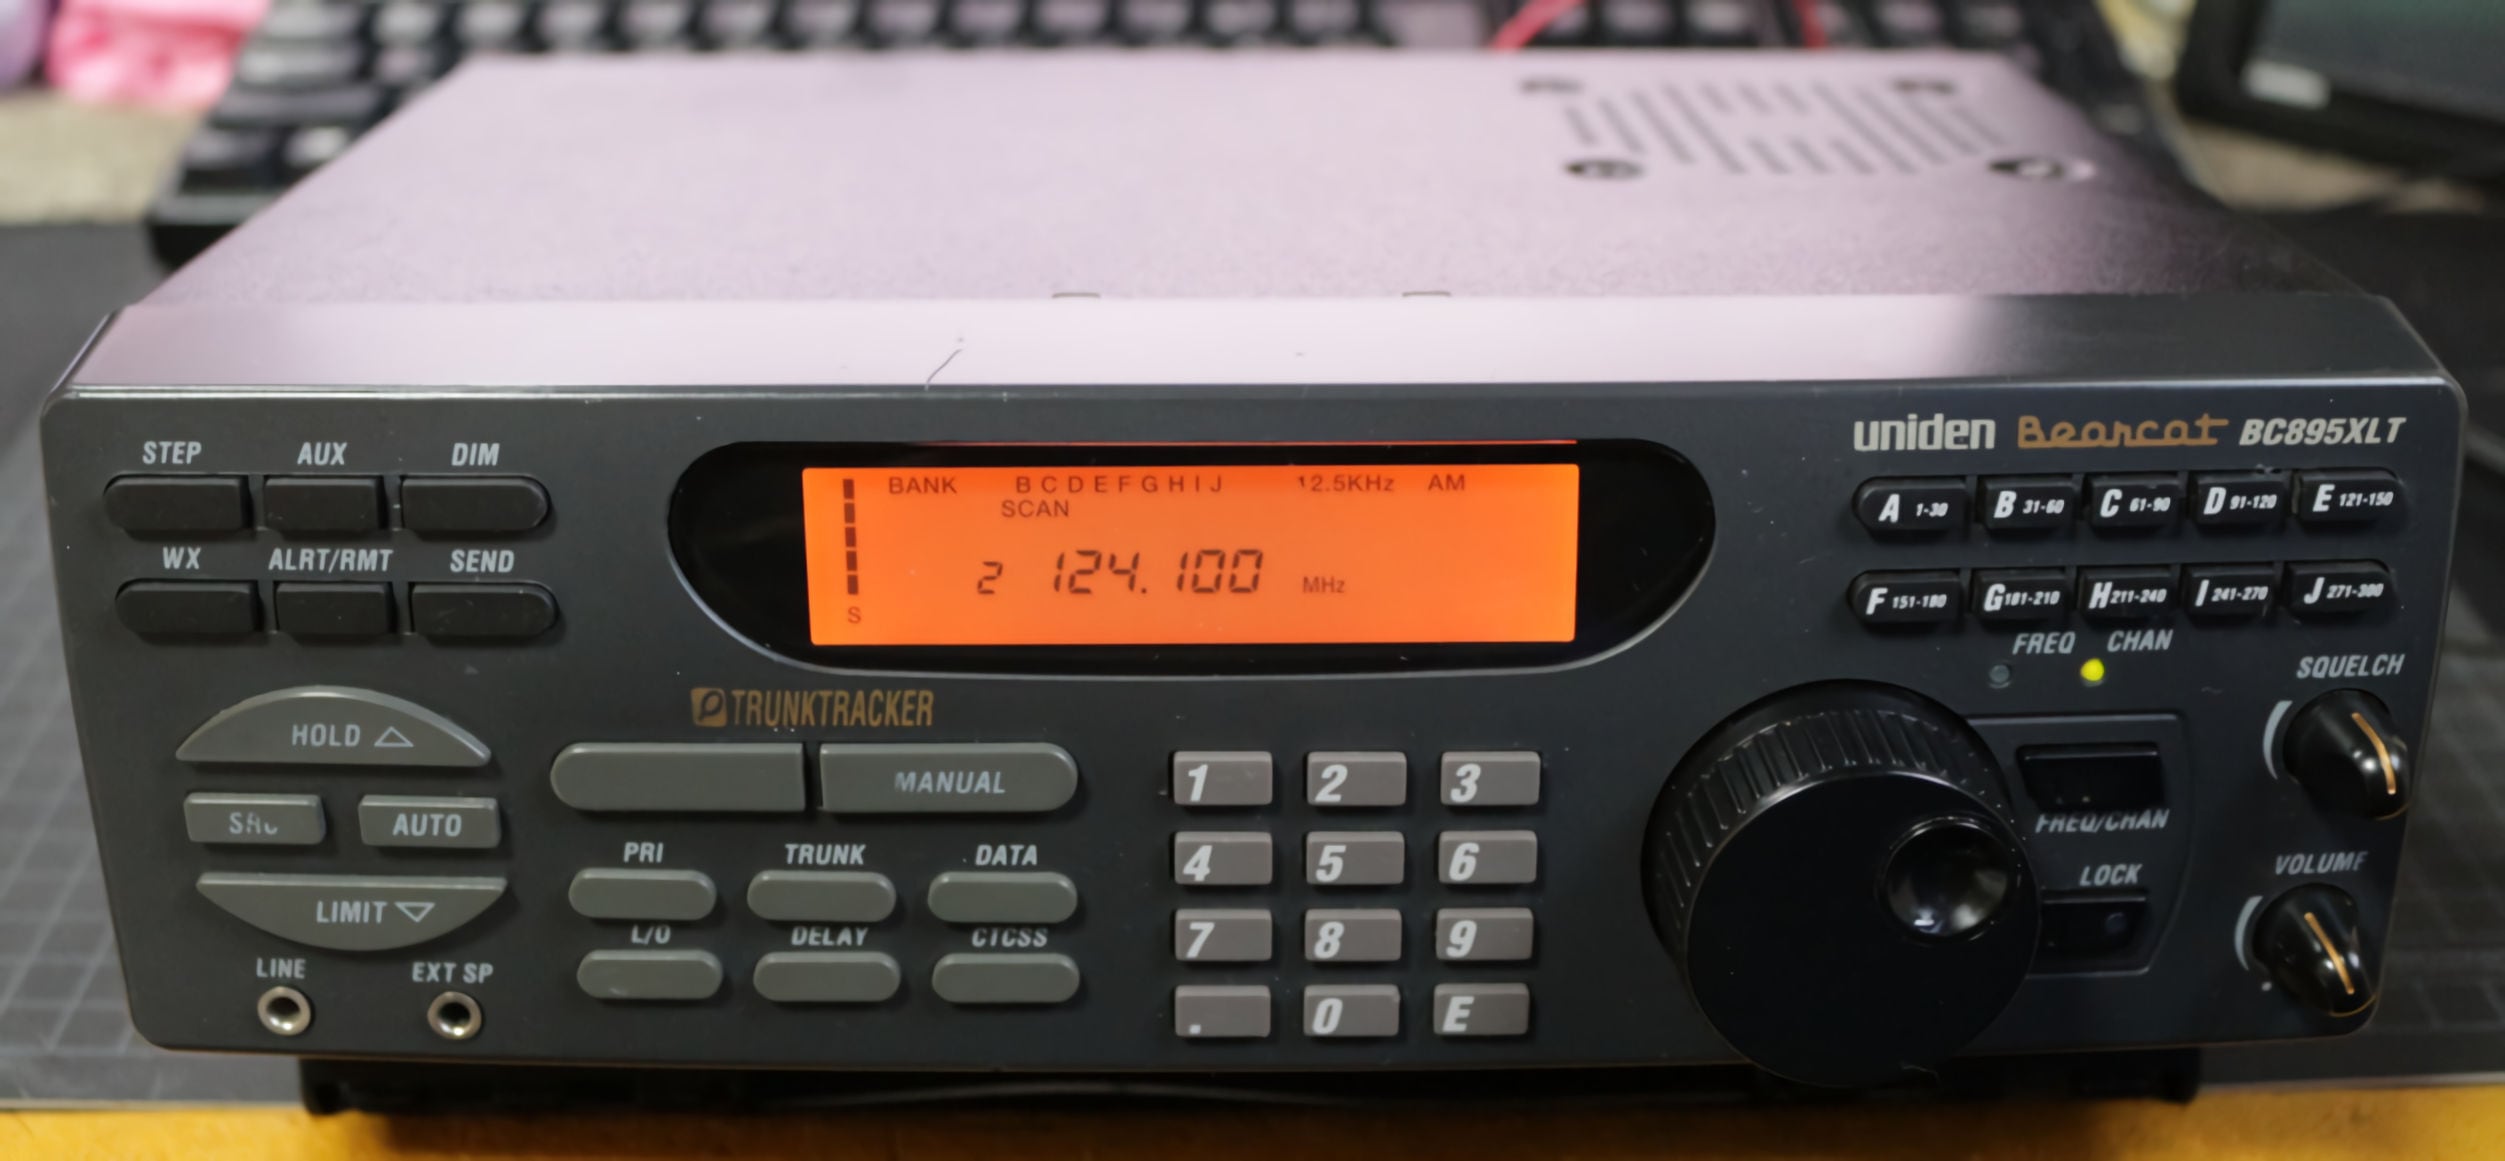 uniden Bearcat BC895XLT
STEP AUX DIM
WX ALRT/RMT SEND
BANK B C D E F G H I J 12.5KHz AM
SCAN
2 124.100 MHz
S
A 1-30 B 31-60 C 61-90 D 91-120 E 121-150
F 151-180 G 181-210 H 211-240 I 241-270 J 271-300
FREQ CHAN
SQUELCH
TRUNKTRACKER
HOLD
MANUAL
AUTO
LIMIT
PRI TRUNK DATA
L/O DELAY CTCSS
LINE EXT SP
1 2 3
4 5 6
7 8 9
. 0 E
FREQ/CHAN
LOCK
VOLUME